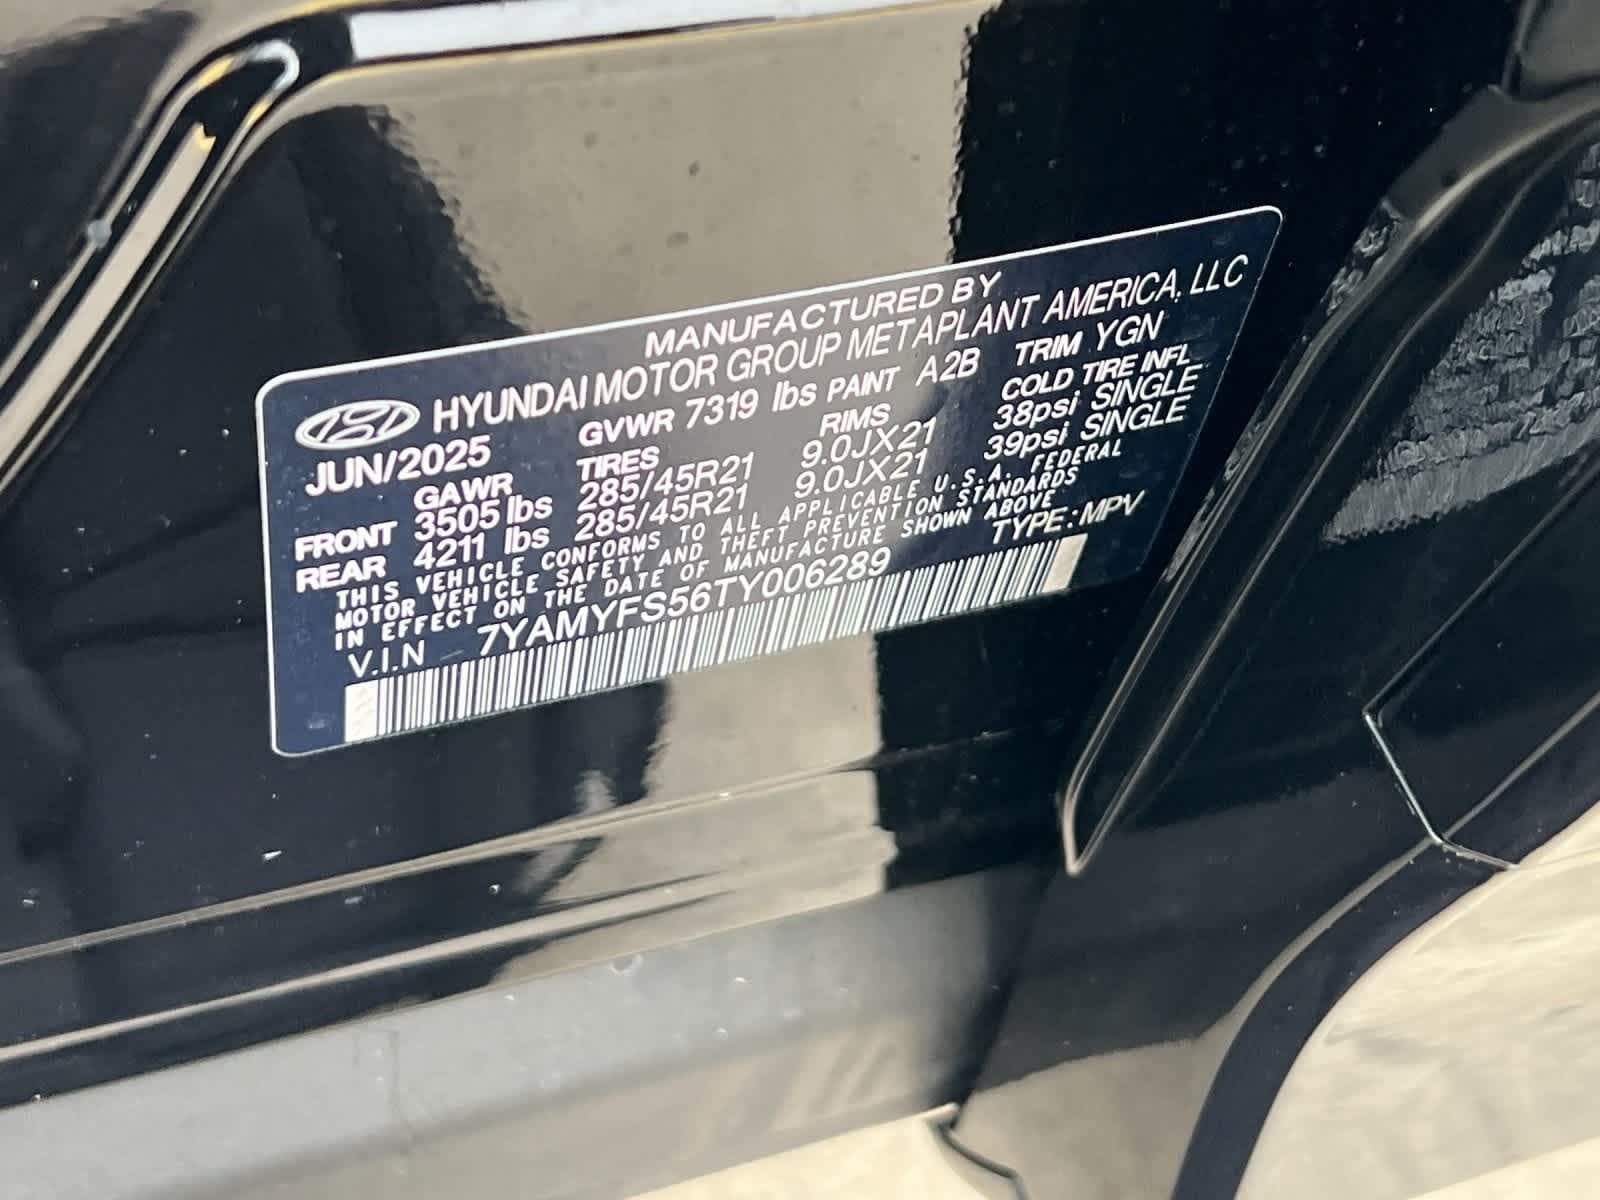 MANUFACTURED BY
HYUNDAI MOTOR GROUP METAPLANT AMERICA, LLC
JUN/2025 GVWR 7319 lbs PAINT A2B TRIM YGN
GAWR TIRES RIMS COLD TIRE INFL
FRONT 3505 lbs 285/45R21 9.0JX21 38psi SINGLE
REAR 4211 lbs 285/45R21 9.0JX21 39psi SINGLE
THIS VEHICLE CONFORMS TO ALL APPLICABLE U.S.A. FEDERAL
MOTOR VEHICLE SAFETY AND THEFT PREVENTION STANDARDS
IN EFFECT ON THE DATE OF MANUFACTURE SHOWN ABOVE
V.I.N 7YAMYFS56TY006289 TYPE: MPV